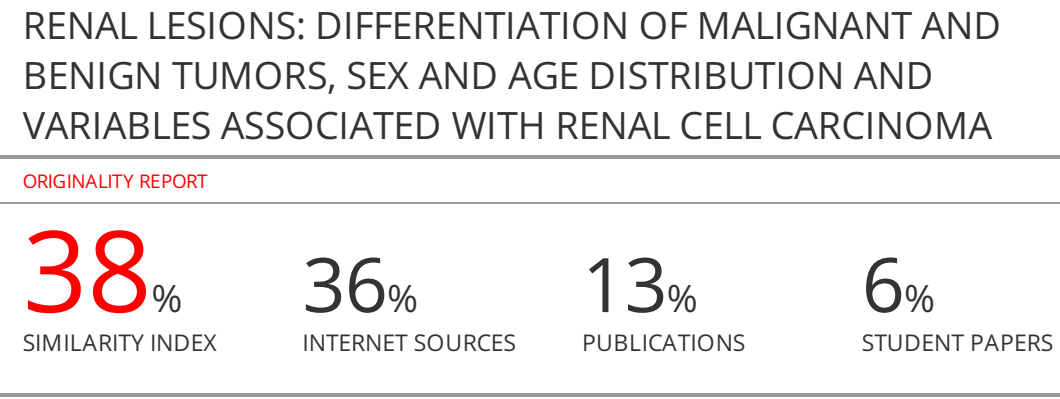 RENAL LESIONS: DIFFERENTIATION OF MALIGNANT AND
BENIGN TUMORS, SEX AND AGE DISTRIBUTION AND
VARIABLES ASSOCIATED WITH RENAL CELL CARCINOMA
ORIGINALITY REPORT
38% 36% 13% 6%
SIMILARITY INDEX INTERNET SOURCES PUBLICATIONS STUDENT PAPERS